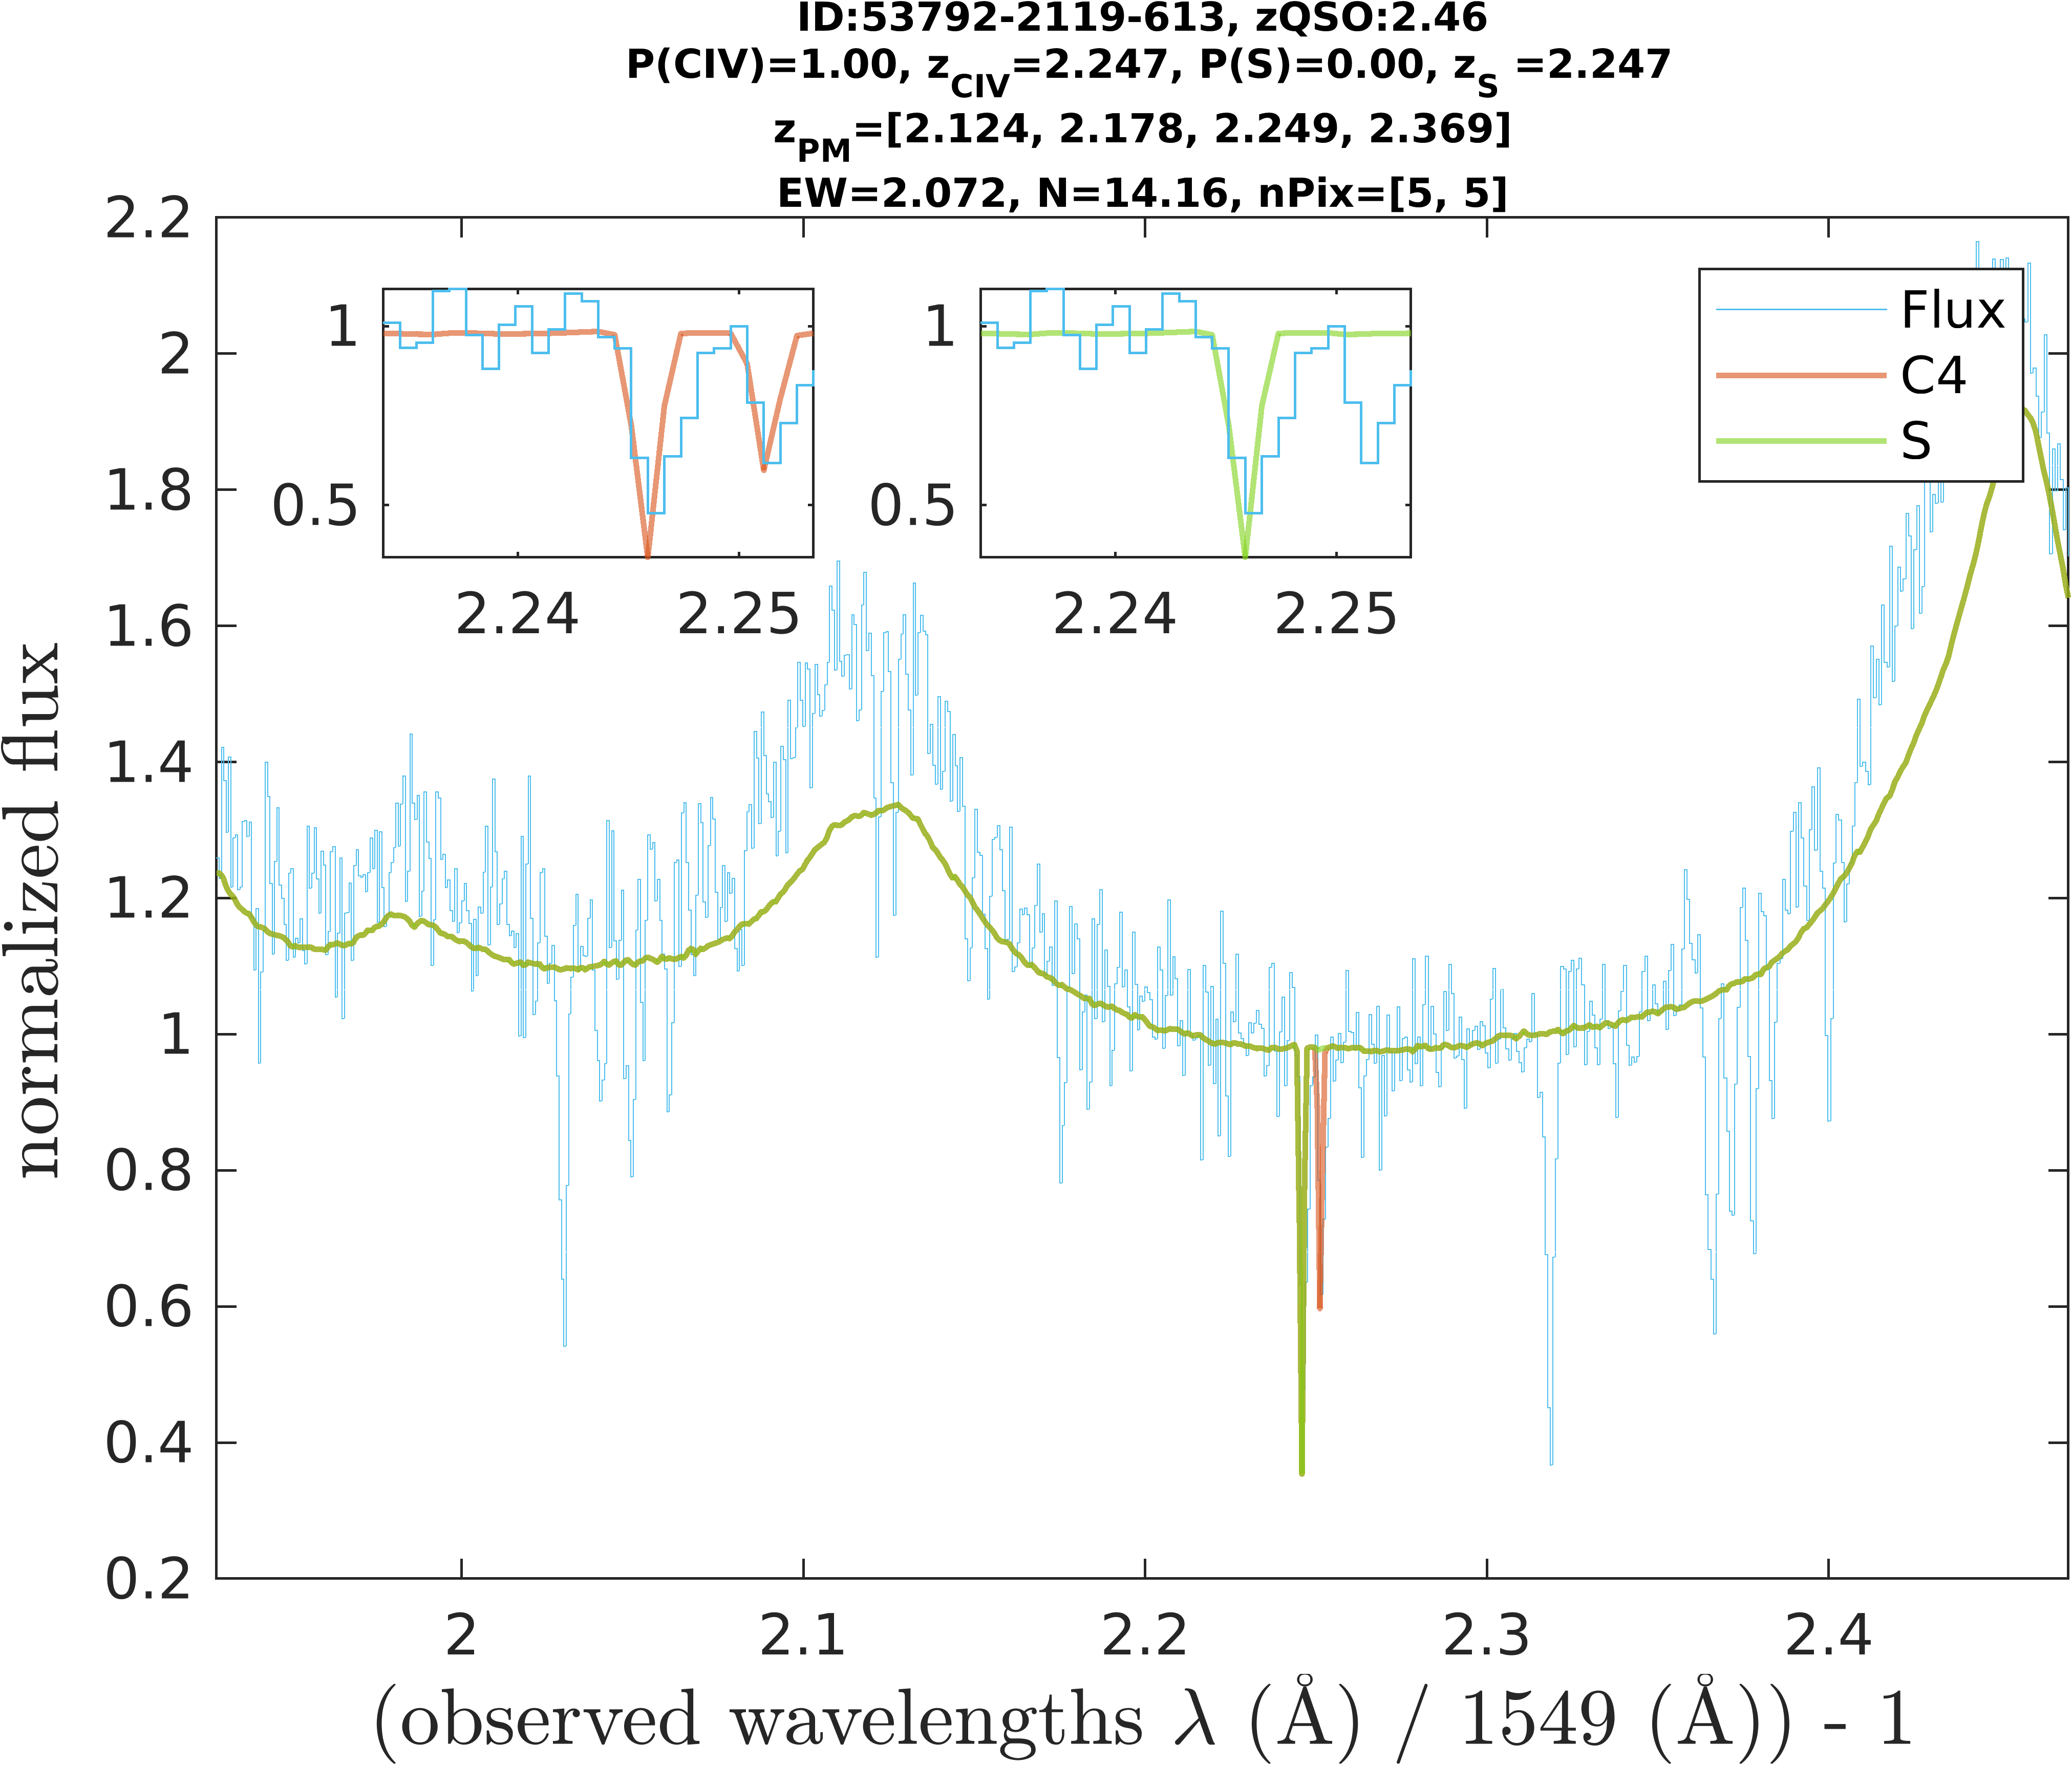 ID:53792-2119-613, zQSO:2.46
P(CIV)=1.00, z_CIV=2.247, P(S)=0.00, z_S =2.247
z_PM=[2.124, 2.178, 2.249, 2.369]
EW=2.072, N=14.16, nPix=[5, 5]
2.2
2
1.8
1.6
1.4
1.2
1
0.8
0.6
0.4
0.2
normalized flux
1
0.5
2.24 2.25
1
0.5
2.24 2.25
Flux
C4
S
2 2.1 2.2 2.3 2.4
(observed wavelengths λ (Å) / 1549 (Å)) - 1